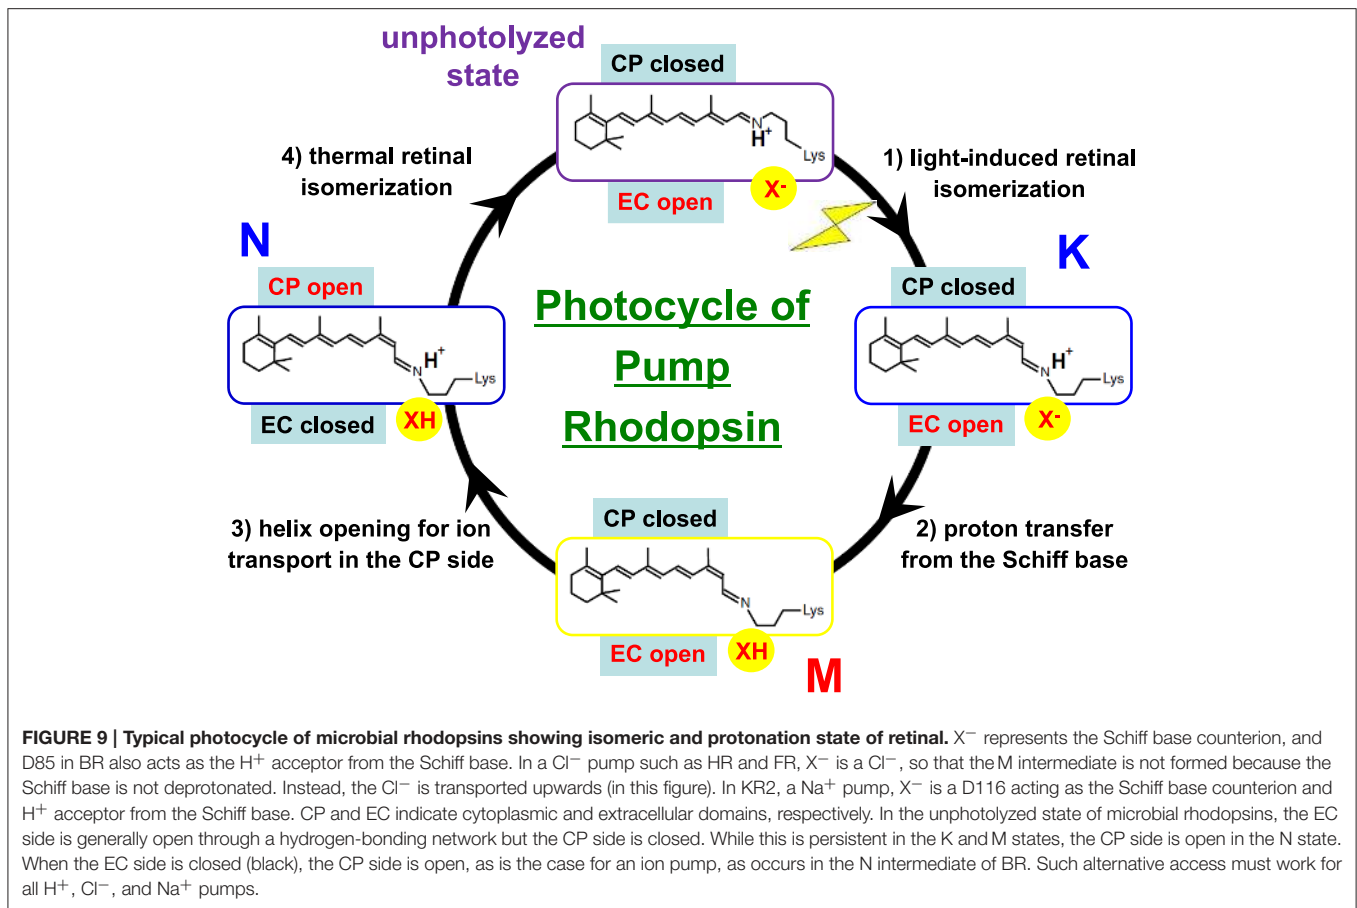 unphotolyzed
state
CP closed
N
H+
Lys
EC open
X-
4) thermal retinal
isomerization
1) light-induced retinal
isomerization
N
K
CP open
H+
N
Lys
EC closed
XH
Photocycle of
Pump
Rhodopsin
CP closed
H+
N
Lys
EC open
X-
3) helix opening for ion
transport in the CP side
CP closed
N
Lys
EC open
XH
M
2) proton transfer
from the Schiff base
FIGURE 9 | Typical photocycle of microbial rhodopsins showing isomeric and protonation state of retinal. X− represents the Schiff base counterion, and
D85 in BR also acts as the H+ acceptor from the Schiff base. In a Cl− pump such as HR and FR, X− is a Cl−, so that the M intermediate is not formed because the
Schiff base is not deprotonated. Instead, the Cl− is transported upwards (in this figure). In KR2, a Na+ pump, X− is a D116 acting as the Schiff base counterion and
H+ acceptor from the Schiff base. CP and EC indicate cytoplasmic and extracellular domains, respectively. In the unphotolyzed state of microbial rhodopsins, the EC
side is generally open through a hydrogen-bonding network but the CP side is closed. While this is persistent in the K and M states, the CP side is open in the N state.
When the EC side is closed (black), the CP side is open, as is the case for an ion pump, as occurs in the N intermediate of BR. Such alternative access must work for
all H+, Cl−, and Na+ pumps.